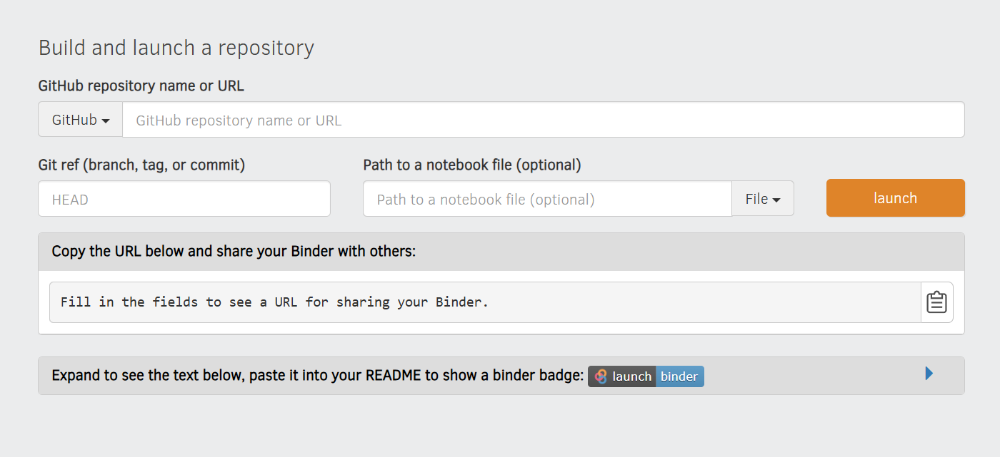 Build and launch a repository
GitHub repository name or URL
GitHub GitHub repository name or URL
Git ref (branch, tag, or commit) Path to a notebook file (optional)
HEAD Path to a notebook file (optional) File launch
Copy the URL below and share your Binder with others:
Fill in the fields to see a URL for sharing your Binder.
Expand to see the text below, paste it into your README to show a binder badge: launch binder